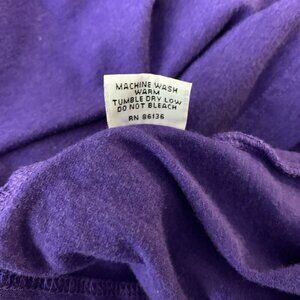 MACHINE WASH
WARM
TUMBLE DRY LOW
DO NOT BLEACH
RN 86136